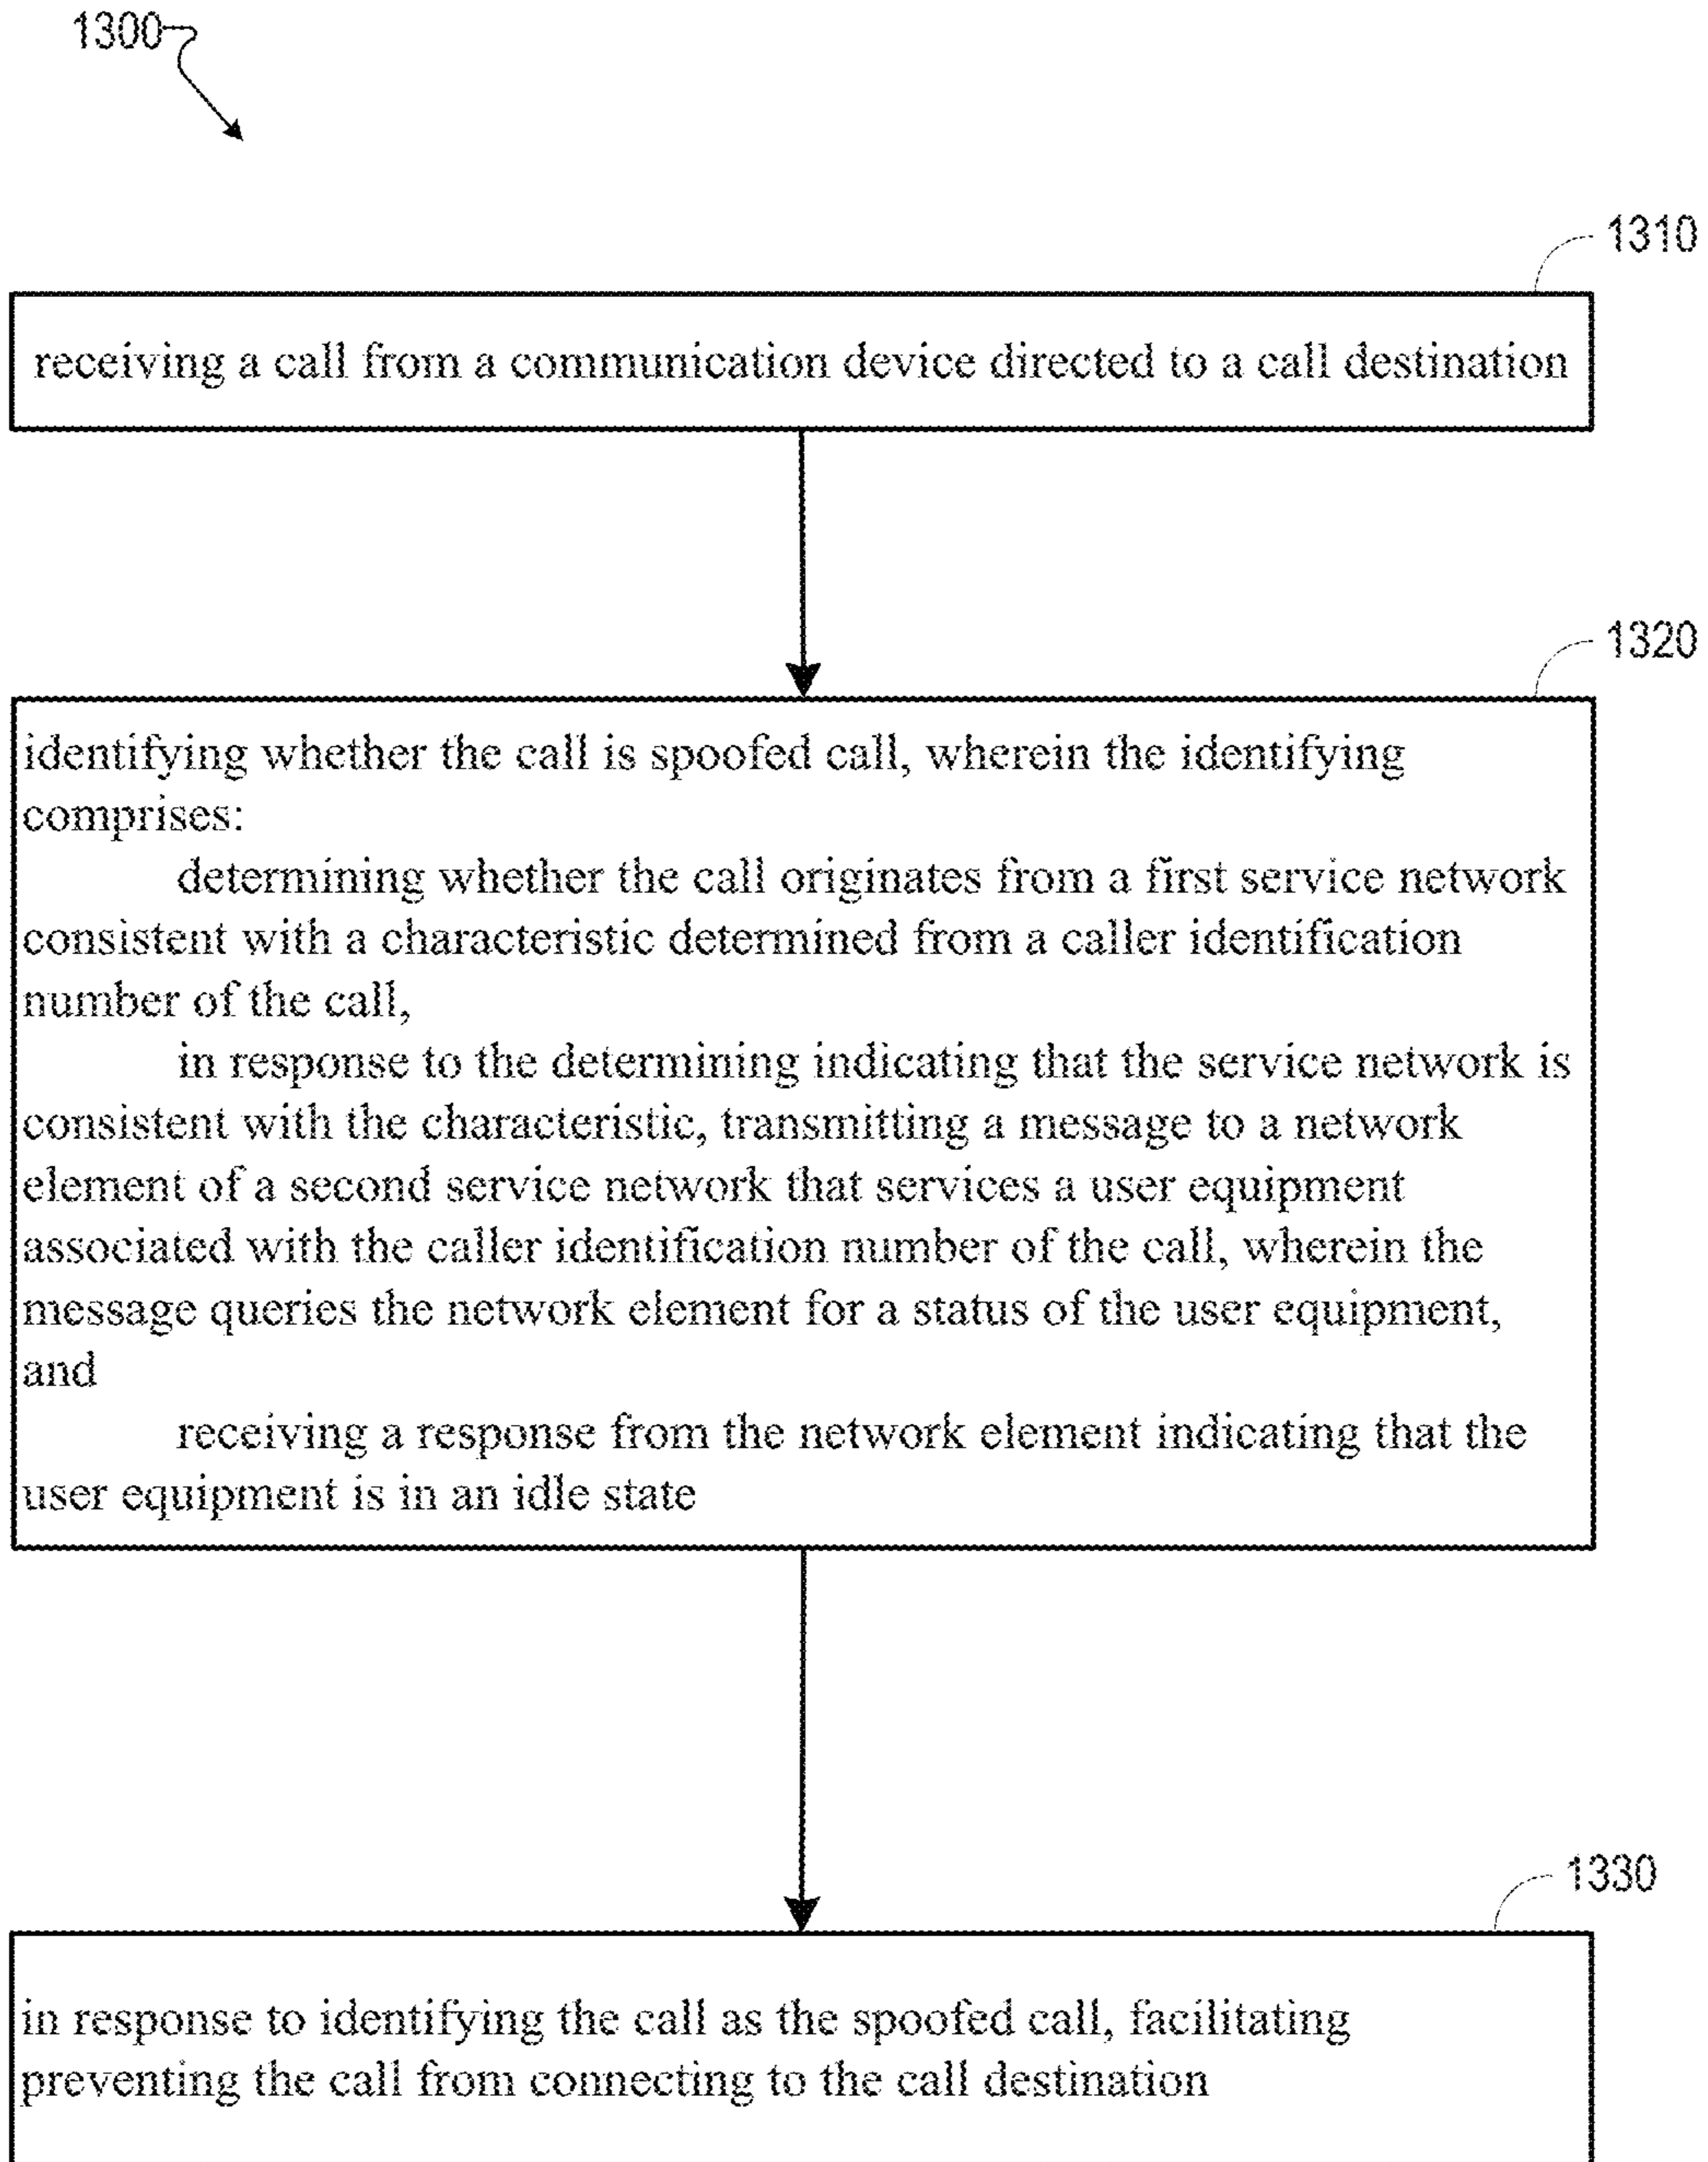 1300
1310
receiving a call from a communication device directed to a call destination
1320
identifying whether the call is spoofed call, wherein the identifying
comprises:
determining whether the call originates from a first service network
consistent with a characteristic determined from a caller identification
number of the call,
in response to the determining indicating that the service network is
consistent with the characteristic, transmitting a message to a network
element of a second service network that services a user equipment
associated with the caller identification number of the call, wherein the
message queries the network element for a status of the user equipment,
and
receiving a response from the network element indicating that the
user equipment is in an idle state
1330
in response to identifying the call as the spoofed call, facilitating
preventing the call from connecting to the call destination